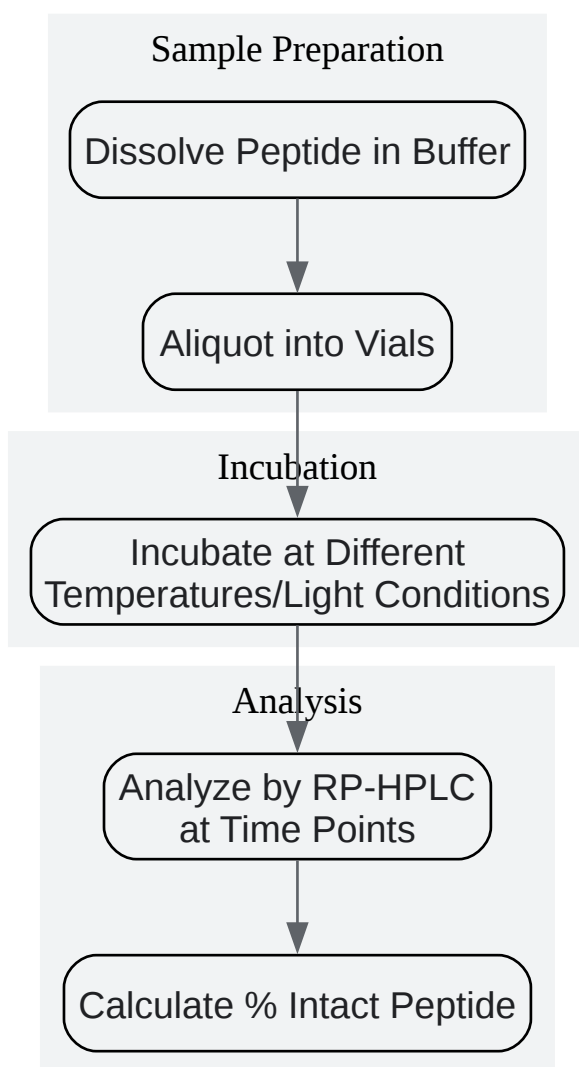 Sample Preparation
Dissolve Peptide in Buffer
Aliquot into Vials
Incubation
Incubate at Different
Temperatures/Light Conditions
Analysis
Analyze by RP-HPLC
at Time Points
Calculate % Intact Peptide